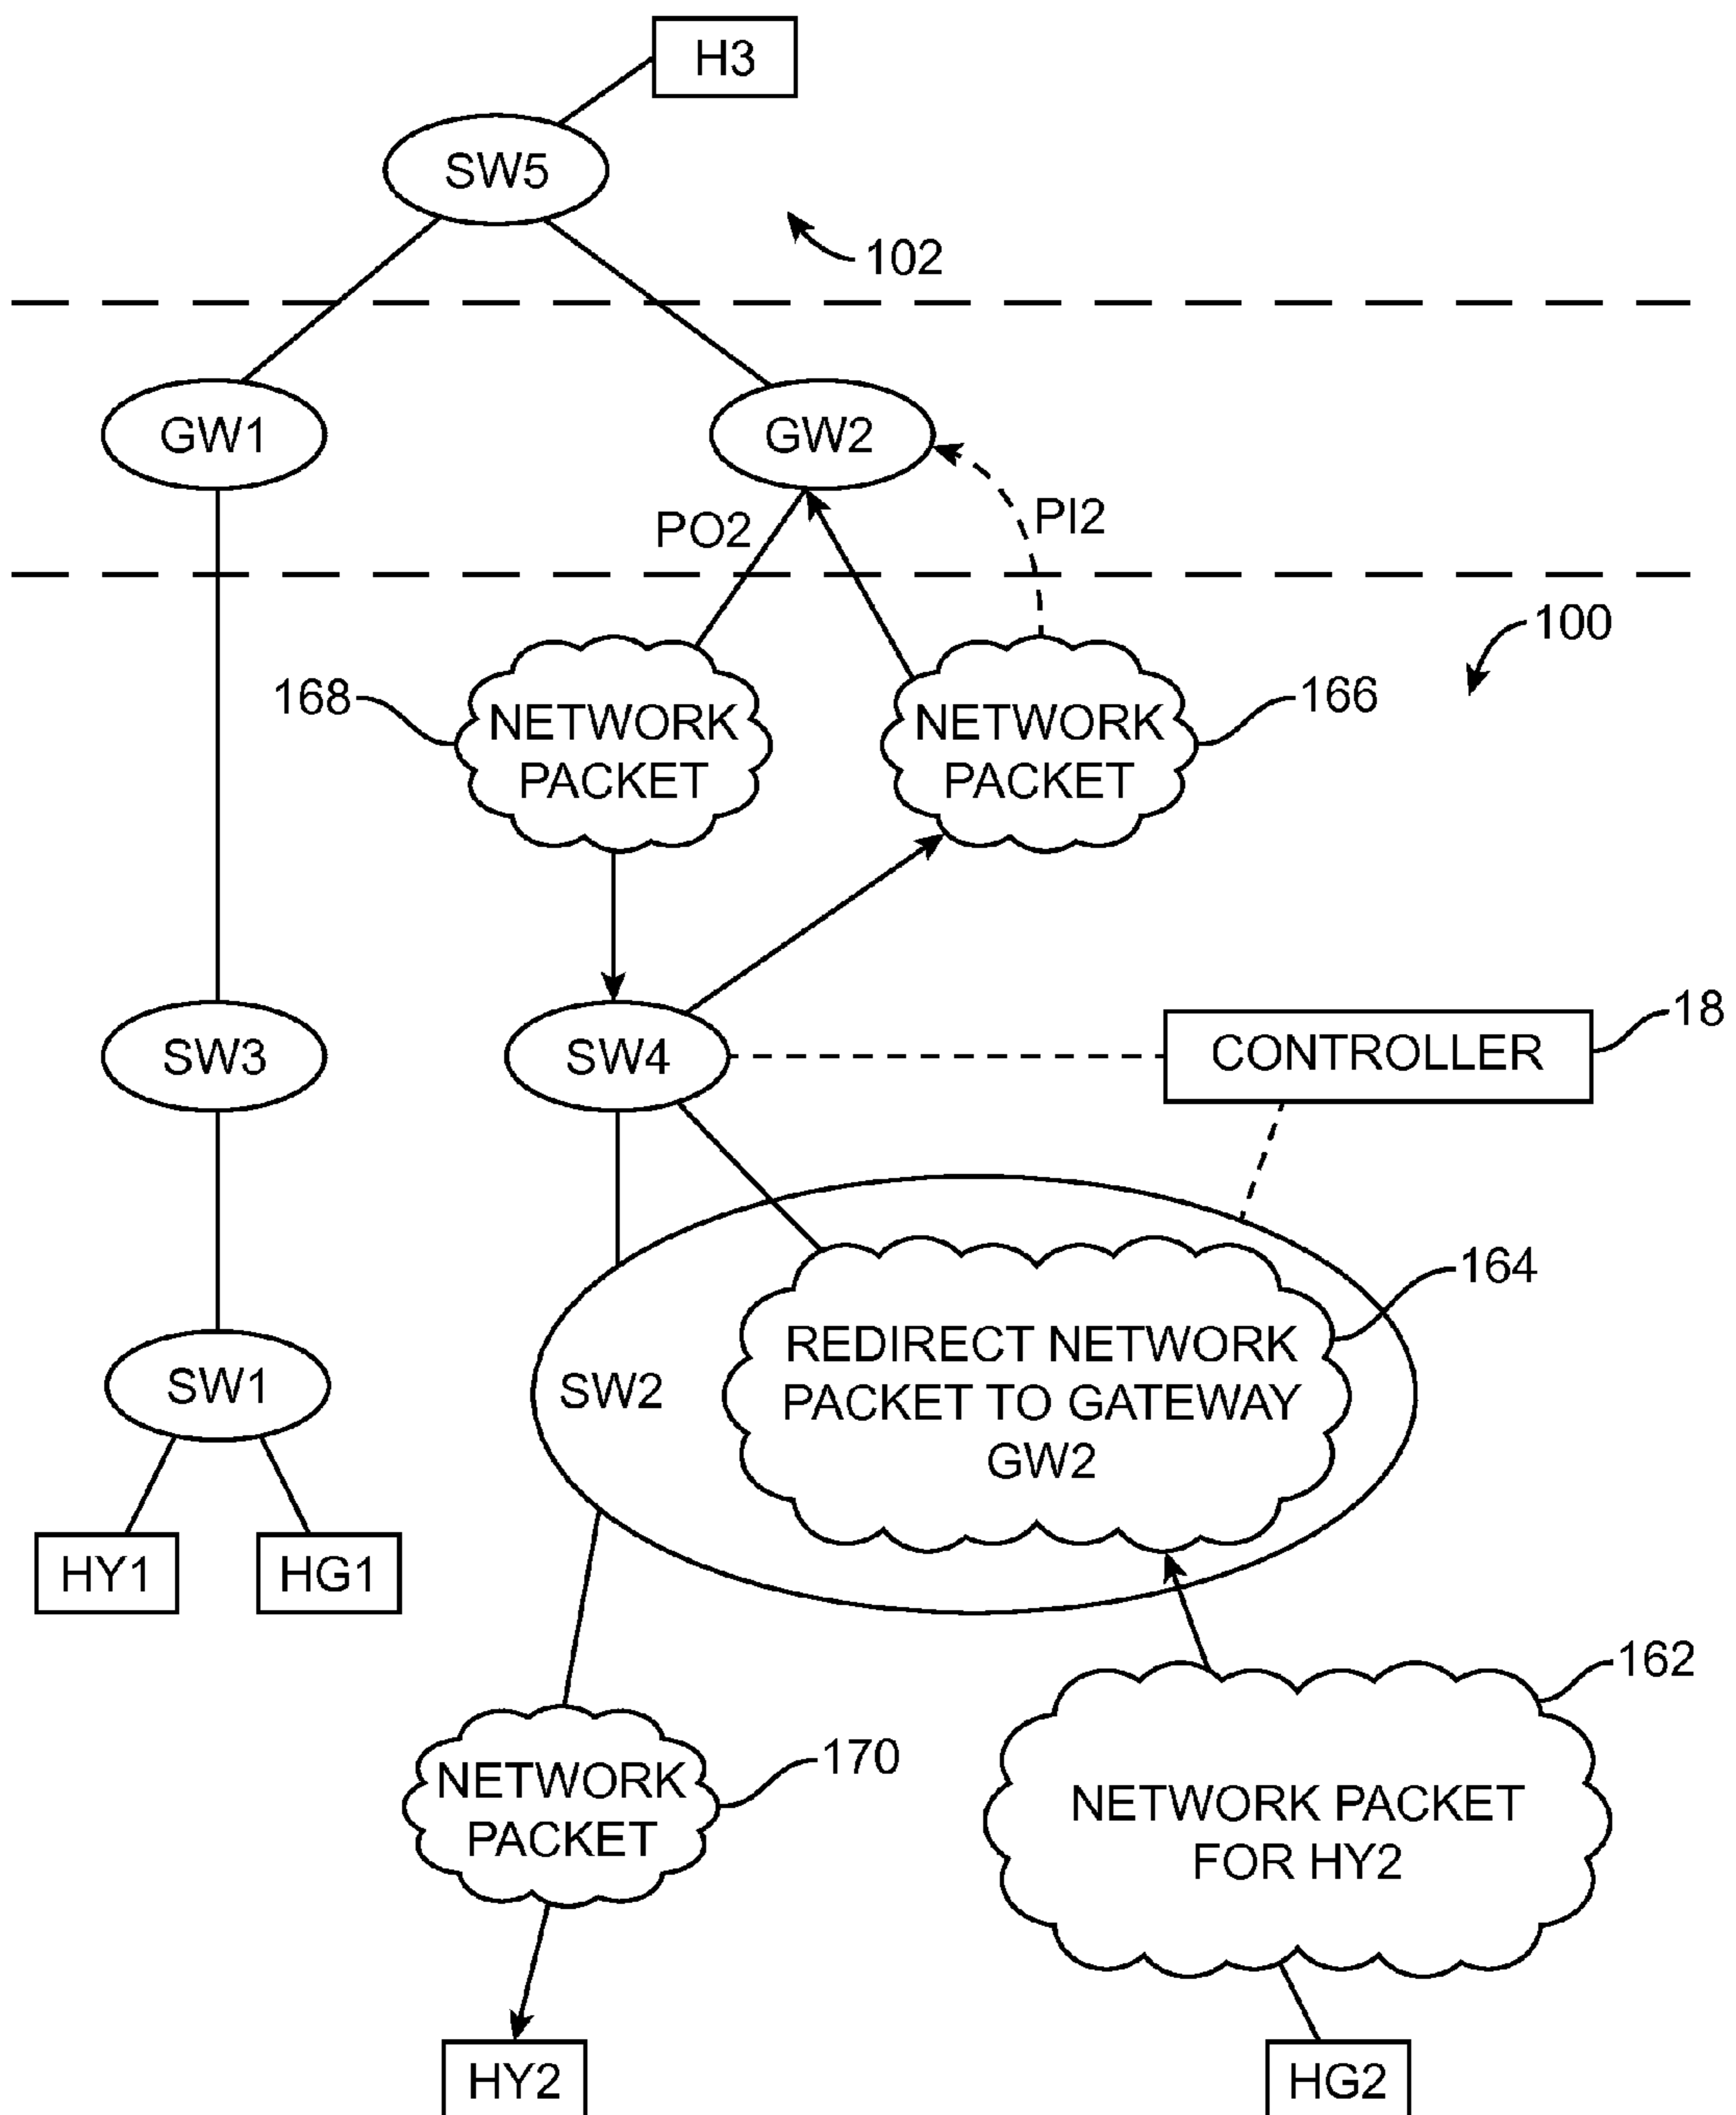 H3
SW5
102
GW1
GW2
PO2
PI2
100
168
NETWORK
PACKET
NETWORK
PACKET
166
SW3
SW4
CONTROLLER
18
164
REDIRECT NETWORK
PACKET TO GATEWAY
GW2
SW1
SW2
HY1
HG1
162
170
NETWORK
PACKET
NETWORK PACKET
FOR HY2
HY2
HG2